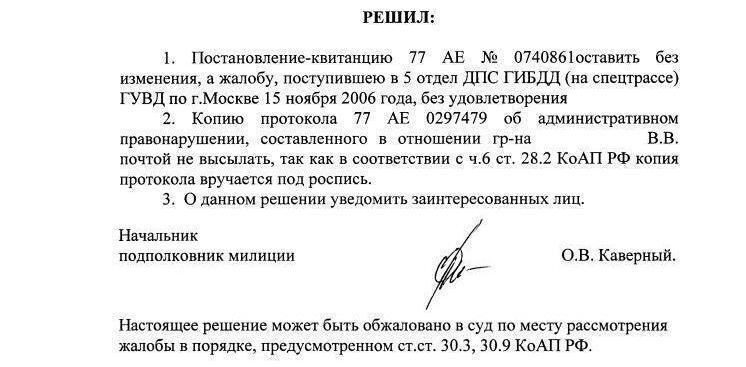 РЕШИЛ:
1. Постановление-квитанцию 77 АЕ № 0740861оставить без
изменения, а жалобу, поступившею в 5 отдел ДПС ГИБДД (на спецтрассе)
ГУВД по г.Москве 15 ноября 2006 года, без удовлетворения
2. Копию протокола 77 АЕ 0297479 об административном
правонарушении, составленного в отношении гр-на В.В.
почтой не высылать, так как в соответствии с ч.6 ст. 28.2 КоАП РФ копия
протокола вручается под роспись.
3. О данном решении уведомить заинтересованных лиц.
Начальник
подполковник милиции О.В. Каверный.
Настоящее решение может быть обжаловано в суд по месту рассмотрения
жалобы в порядке, предусмотренном ст.ст. 30.3, 30.9 КоАП РФ.